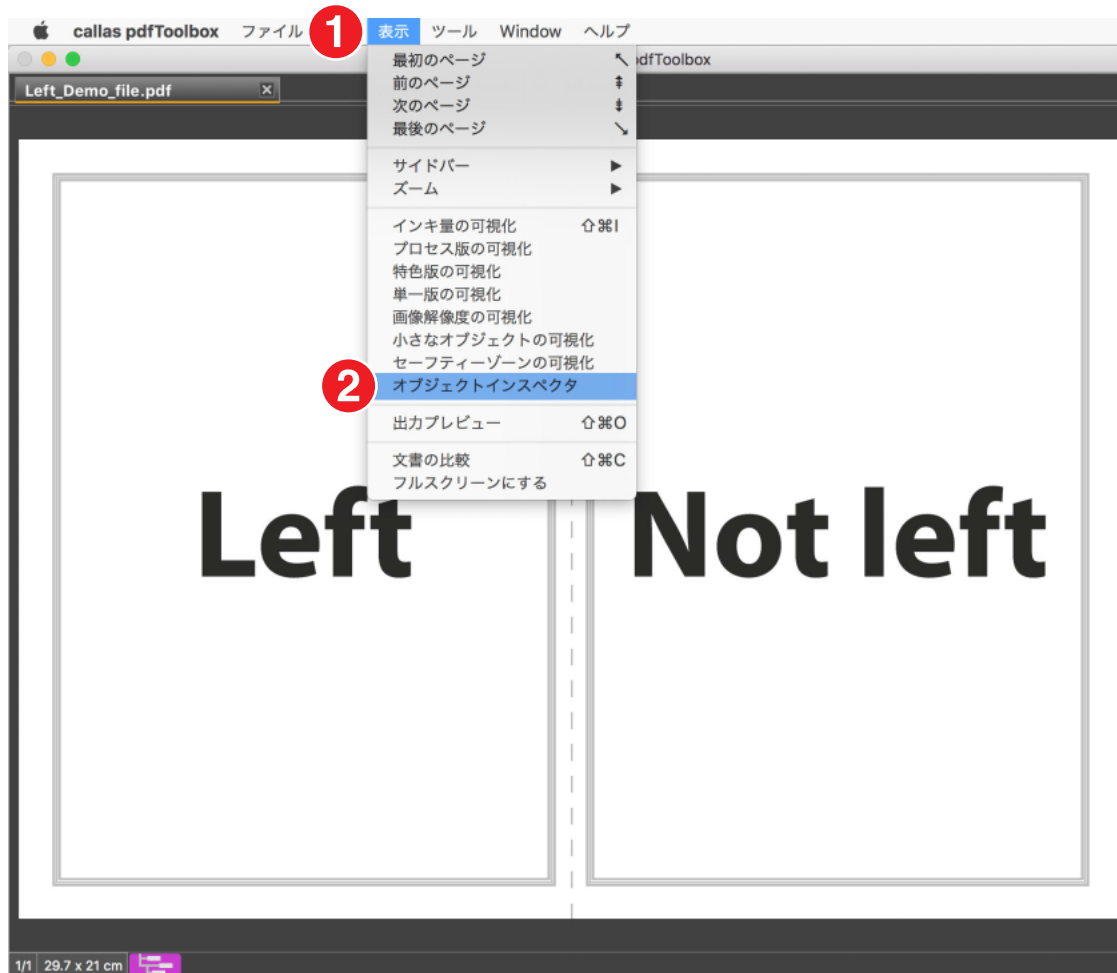 callas pdfToolbox ファイル 1 表示 ツール Window ヘルプ
dfToolbox
Left_Demo_file.pdf
最初のページ ↖
前のページ ⇞
次のページ ⇟
最後のページ ↘
サイドバー ▶
ズーム ▶
インキ量の可視化 ⇧⌘I
プロセス版の可視化
特色版の可視化
単一版の可視化
画像解像度の可視化
小さなオブジェクトの可視化
セーフティーゾーンの可視化
2 オブジェクトインスペクタ
出力プレビュー ⇧⌘O
文書の比較 ⇧⌘C
フルスクリーンにする
Left Not left
1/1 29.7 x 21 cm